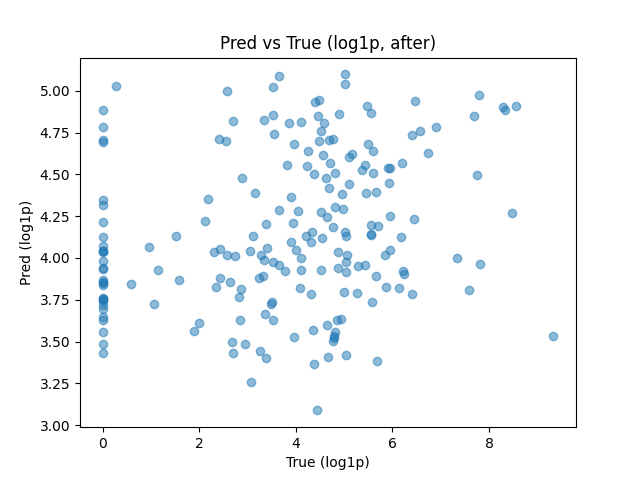 Pred vs True (log1p, after)
Pred (log1p)
5.00
4.75
4.50
4.25
4.00
3.75
3.50
3.25
3.00
0 2 4 6 8
True (log1p)